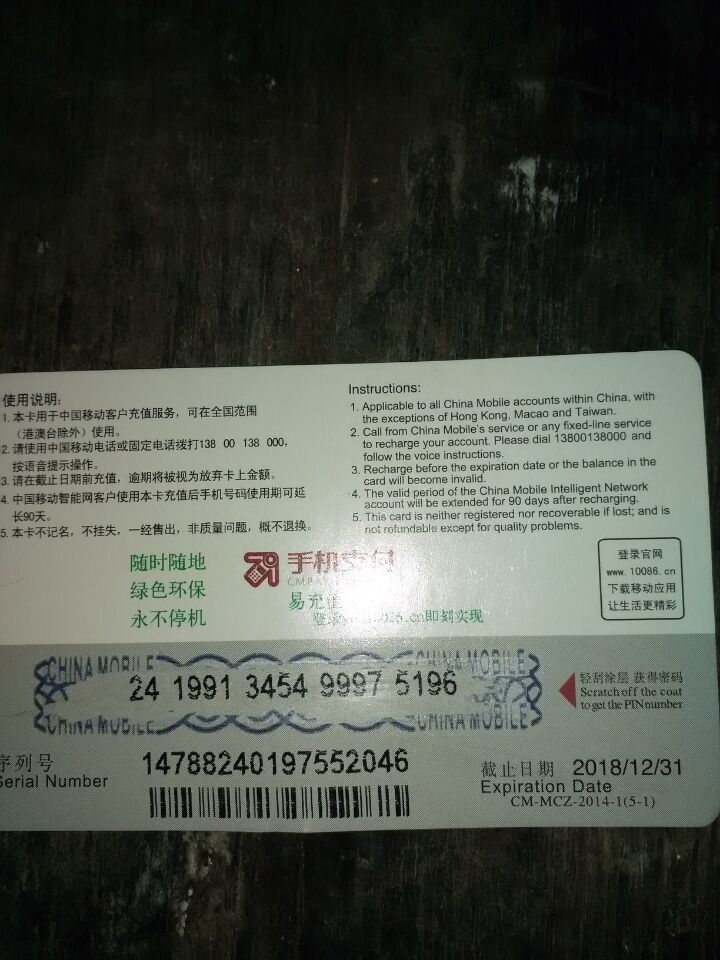 使用说明:
1. 本卡用于中国移动客户充值服务，可在全国范围
（港澳台除外）使用。
2. 请使用中国移动电话或固定电话拨打138 00 138 000，
按语音提示操作。
3. 请在截止日期前充值，逾期将被视为放弃卡上金额。
4. 中国移动智能网客户使用本卡充值后手机号码使用期可延
长90天。
5. 本卡不记名，不挂失，一经售出，非质量问题，概不退换。
Instructions:
1. Applicable to all China Mobile accounts within China, with
the exceptions of Hong Kong, Macao and Taiwan.
2. Call from China Mobile's service or any fixed-line service
to recharge your account. Please dial 13800138000 and
follow the voice instructions.
3. Recharge before the expiration date or the balance in the
card will become invalid.
4. The valid period of the China Mobile Intelligent Network
account will be extended for 90 days after recharging.
5. This card is neither registered nor recoverable if lost; and is
not refundable except for quality problems.
随时随地
绿色环保
永不停机
手机支付
CMPAY
易充值
登录
.cn即刻实现
登录官网
www. 10086. cn
下载移动应用
让生活更精彩
CHINA MOBILE CHINA MOBILE
24 1991 3454 9997 5196
CHINA MOBILE CHINA MOBILE
轻刮涂层 获得密码
Scratch off the coat
to get the PIN number
序列号
Serial Number
14788240197552046
截止日期 2018/12/31
Expiration Date
CM-MCZ-2014-1(5-1)